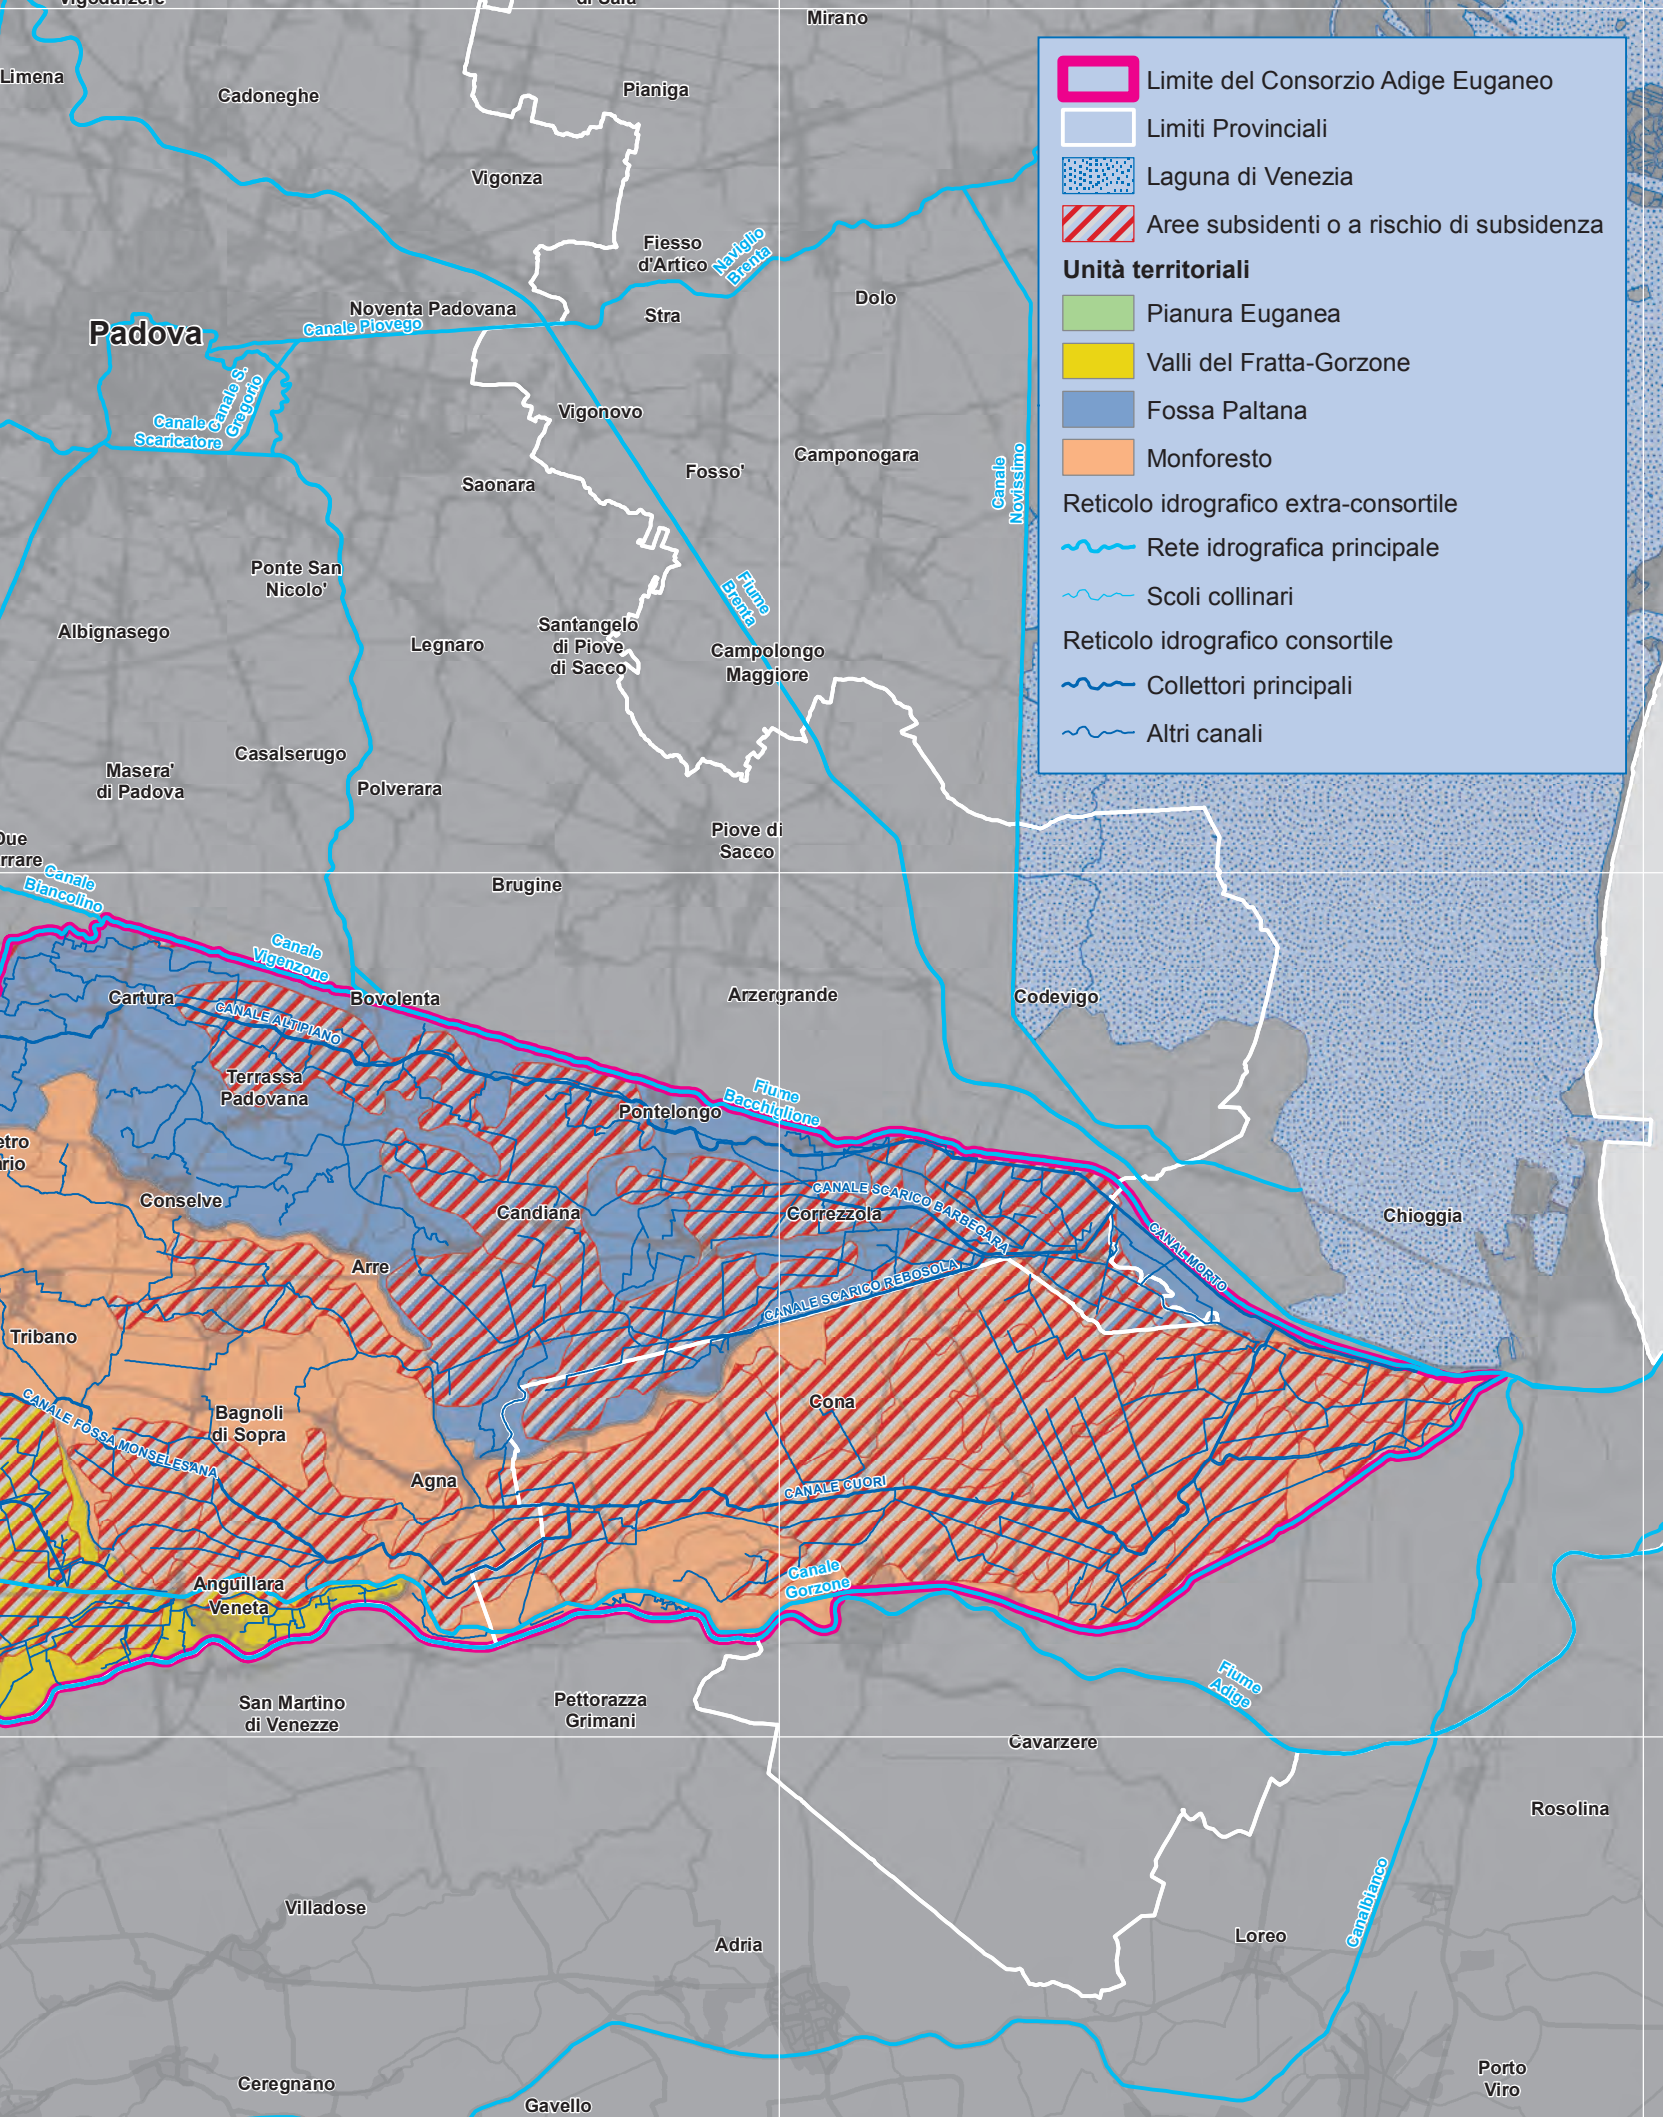 Mirano
Limena
Cadoneghe
Pianiga
Vigonza
Fiesso
d'Artico
Naviglio
Brenta
Dolo
Noventa Padovana
Stra
Padova
Canale Piovego
Canale S.
Gregorio
Canale
Scaricatore
Vigonovo
Camponogara
Fosso'
Saonara
Canale
Novissimo
Ponte San
Nicolo'
Fiume
Brenta
Albignasego
Legnaro
Santangelo
di Piove
di Sacco
Campolongo
Maggiore
Casalserugo
Masera'
di Padova
Polverara
Piove di
Sacco
Due
rrare
Canale
Biancolino
Brugine
Canale
Vigenzone
Cartura
Bovolenta
Arzergrande
Codevigo
CANALE ALTIPIANO
Terrassa
Padovana
Pontelongo
Fiume
Bacchiglione
etro
rio
Conselve
Candiana
CANALE SCARICO BARBEGARA
Correzzola
Chioggia
CANAL MORTO
Arre
CANALE SCARICO REBOSOLA
Tribano
CANALE FOSSA MONSELESANA
Bagnoli
di Sopra
Cona
Agna
CANALE CUORI
Anguillara
Veneta
Canale
Gorzone
Fiume
Adige
San Martino
di Venezze
Pettorazza
Grimani
Cavarzere
Rosolina
Villadose
Adria
Loreo
Canalbianco
Ceregnano
Gavello
Porto
Viro
Limite del Consorzio Adige Euganeo
Limiti Provinciali
Laguna di Venezia
Aree subsidenti o a rischio di subsidenza
Unità territoriali
Pianura Euganea
Valli del Fratta-Gorzone
Fossa Paltana
Monforesto
Reticolo idrografico extra-consortile
Rete idrografica principale
Scoli collinari
Reticolo idrografico consortile
Collettori principali
Altri canali